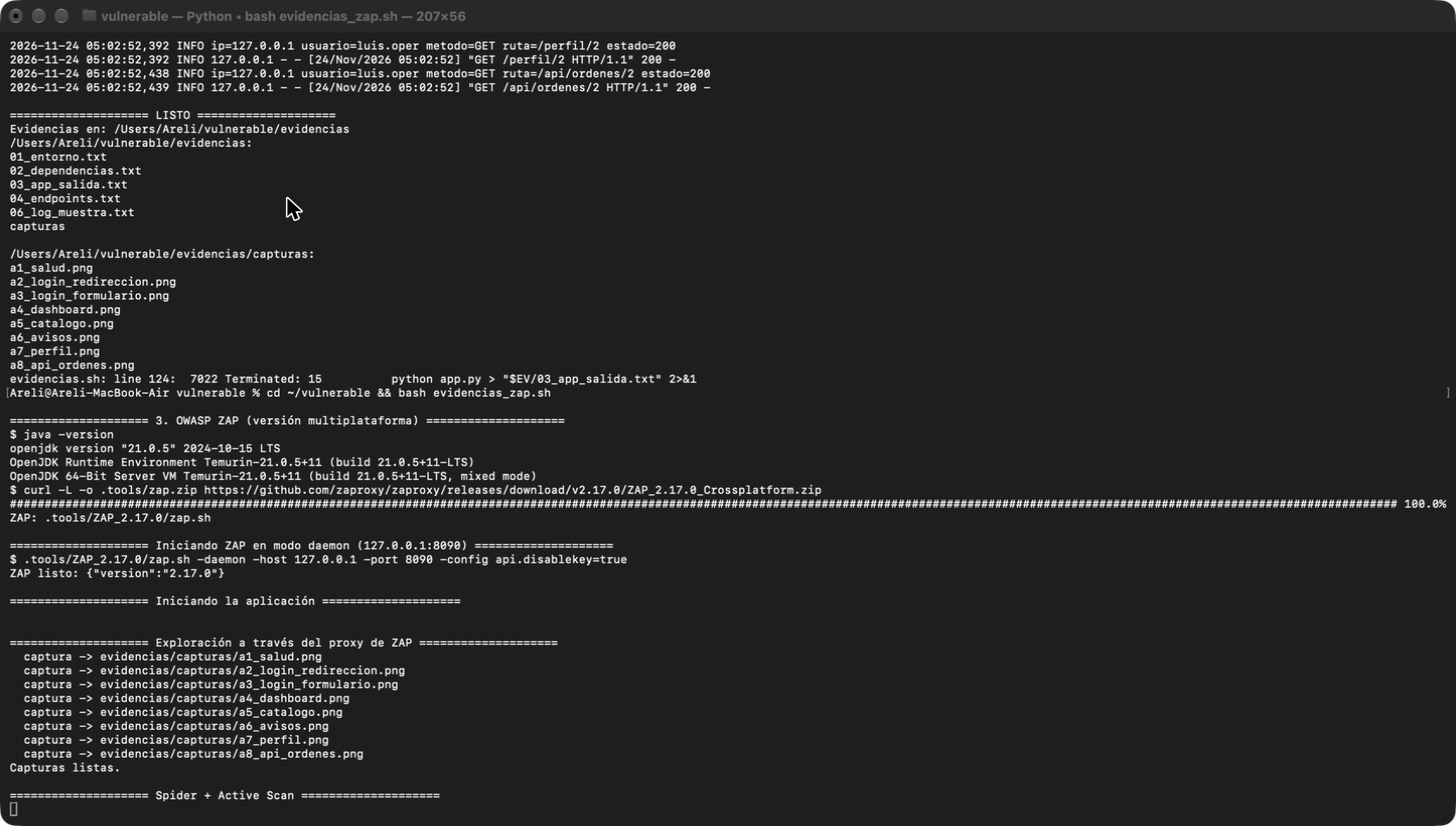 vulnerable — Python ◂ bash evidencias_zap.sh — 207×56
2026-11-24 05:02:52,392 INFO ip=127.0.0.1 usuario=luis.oper metodo=GET ruta=/perfil/2 estado=200
2026-11-24 05:02:52,392 INFO 127.0.0.1 - - [24/Nov/2026 05:02:52] "GET /perfil/2 HTTP/1.1" 200 -
2026-11-24 05:02:52,438 INFO ip=127.0.0.1 usuario=luis.oper metodo=GET ruta=/api/ordenes/2 estado=200
2026-11-24 05:02:52,439 INFO 127.0.0.1 - - [24/Nov/2026 05:02:52] "GET /api/ordenes/2 HTTP/1.1" 200 -
==================== LISTO ====================
Evidencias en: /Users/Areli/vulnerable/evidencias
/Users/Areli/vulnerable/evidencias:
01_entorno.txt
02_dependencias.txt
03_app_salida.txt
04_endpoints.txt
06_log_muestra.txt
capturas
/Users/Areli/vulnerable/evidencias/capturas:
a1_salud.png
a2_login_redireccion.png
a3_login_formulario.png
a4_dashboard.png
a5_catalogo.png
a6_avisos.png
a7_perfil.png
a8_api_ordenes.png
evidencias.sh: line 124:  7022 Terminated: 15          python app.py > "$EV/03_app_salida.txt" 2>&1
[Areli@Areli-MacBook-Air vulnerable % cd ~/vulnerable && bash evidencias_zap.sh ]
==================== 3. OWASP ZAP (versión multiplataforma) ====================
$ java -version
openjdk version "21.0.5" 2024-10-15 LTS
OpenJDK Runtime Environment Temurin-21.0.5+11 (build 21.0.5+11-LTS)
OpenJDK 64-Bit Server VM Temurin-21.0.5+11 (build 21.0.5+11-LTS, mixed mode)
$ curl -L -o .tools/zap.zip https://github.com/zaproxy/zaproxy/releases/download/v2.17.0/ZAP_2.17.0_Crossplatform.zip
######################################################################################################################################################################################################## 100.0%
ZAP: .tools/ZAP_2.17.0/zap.sh
==================== Iniciando ZAP en modo daemon (127.0.0.1:8090) ====================
$ .tools/ZAP_2.17.0/zap.sh -daemon -host 127.0.0.1 -port 8090 -config api.disablekey=true
ZAP listo: {"version":"2.17.0"}
==================== Iniciando la aplicación ====================
==================== Exploración a través del proxy de ZAP ====================
  captura -> evidencias/capturas/a1_salud.png
  captura -> evidencias/capturas/a2_login_redireccion.png
  captura -> evidencias/capturas/a3_login_formulario.png
  captura -> evidencias/capturas/a4_dashboard.png
  captura -> evidencias/capturas/a5_catalogo.png
  captura -> evidencias/capturas/a6_avisos.png
  captura -> evidencias/capturas/a7_perfil.png
  captura -> evidencias/capturas/a8_api_ordenes.png
Capturas listas.
==================== Spider + Active Scan ====================